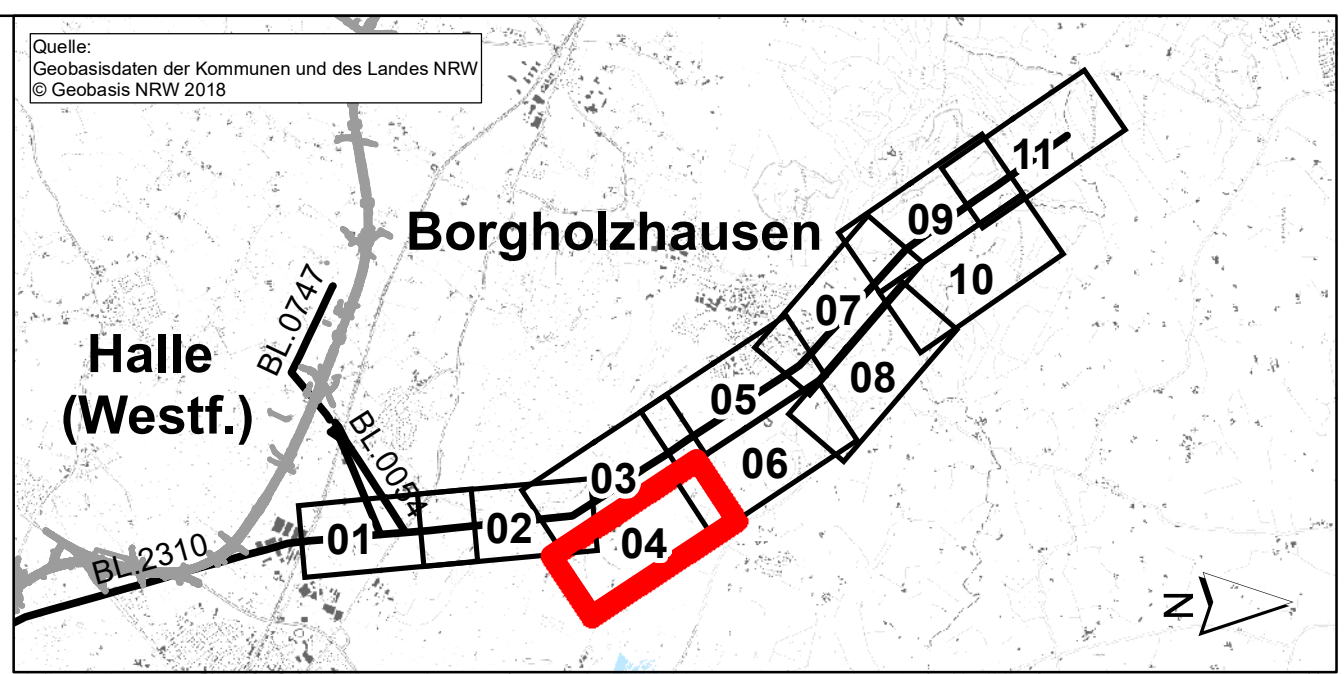 Quelle:
Geobasisdaten der Kommunen und des Landes NRW
© Geobasis NRW 2018
11
Borgholzhausen
09
10
BL.0747
07
Halle
(Westf.)
08
05
BL.0054
06
03
02
01
04
BL.2310
N